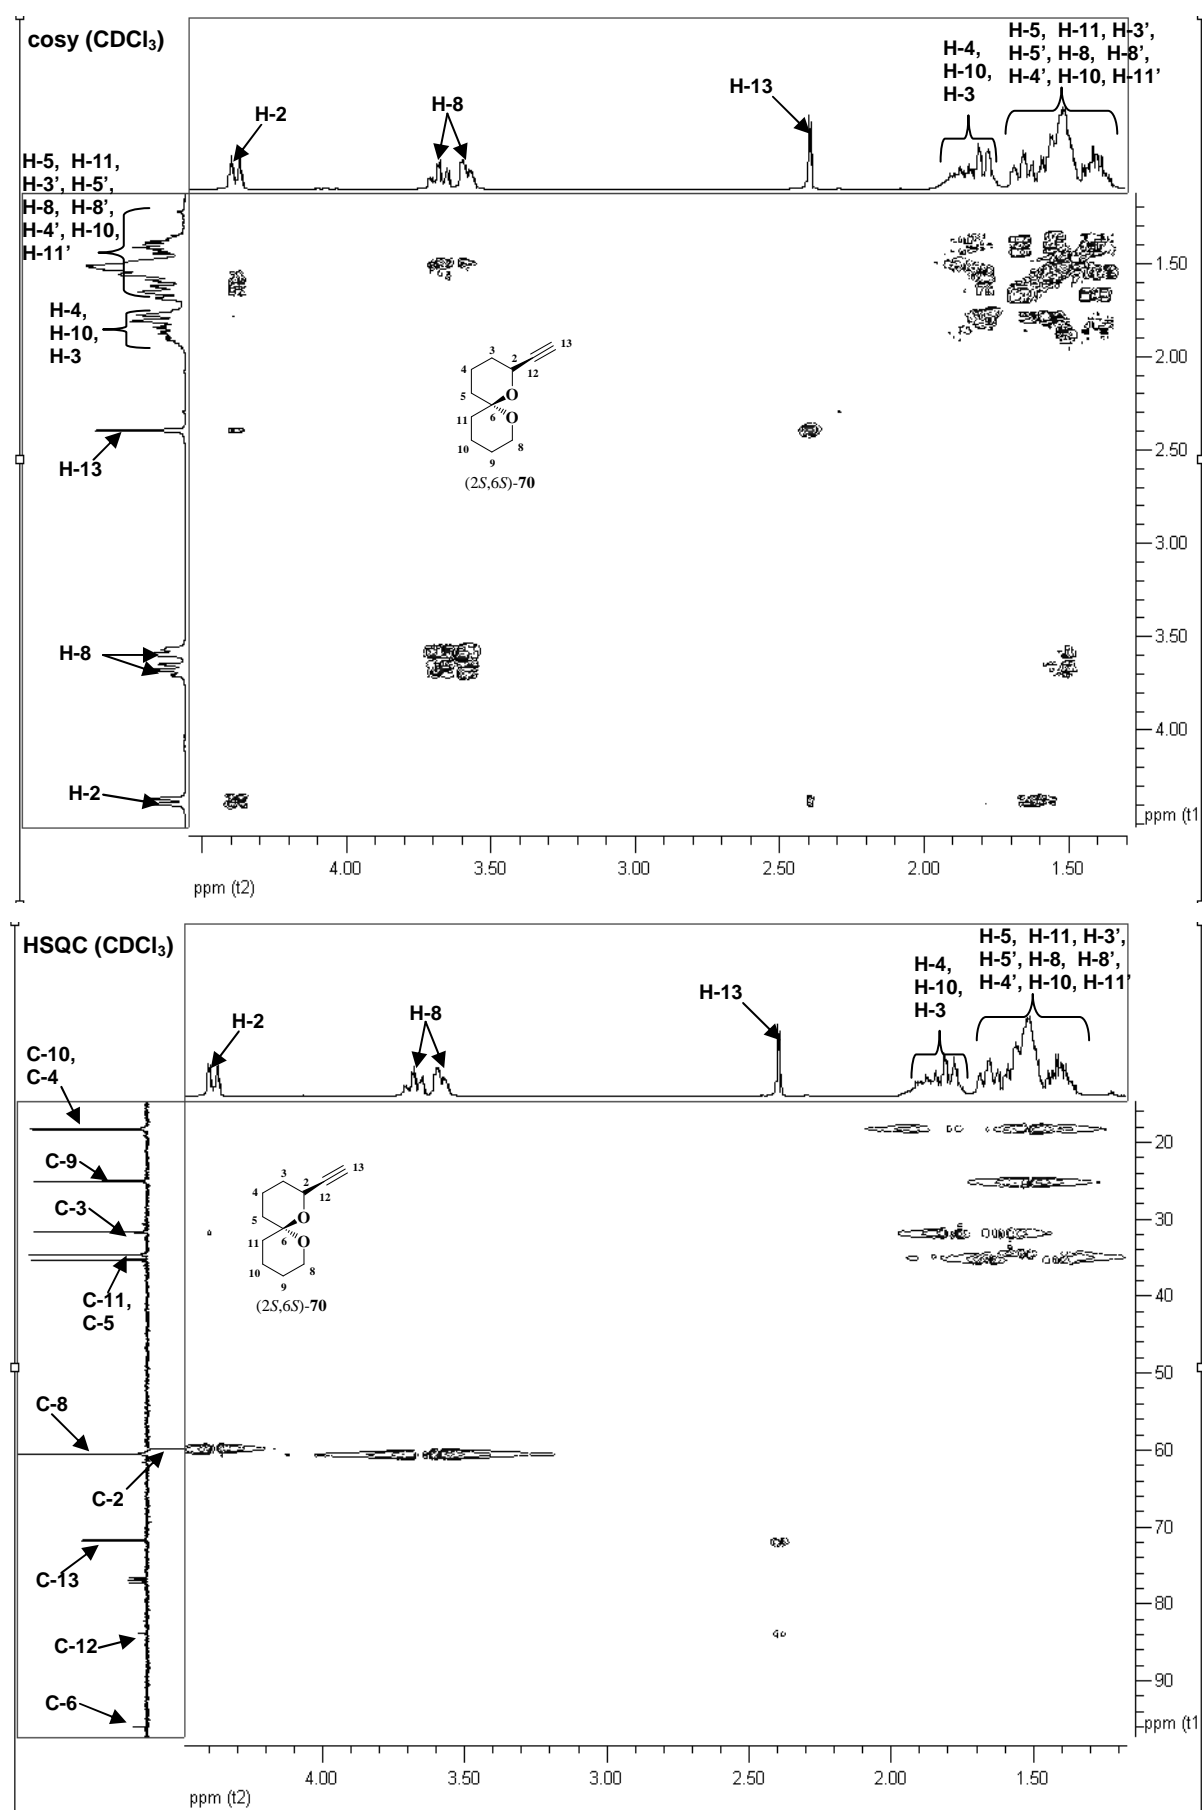 cosy (CDCl₃)
H-5, H-11, H-3’,
H-5’, H-8, H-8’,
H-4’, H-10, H-11’
H-4,
H-10,
H-3
H-13
H-8
H-2
H-5, H-11,
H-3’, H-5’,
H-8, H-8’,
H-4’, H-10,
H-11’
H-4,
H-10,
H-3
H-13
H-8
H-2
1.50
2.00
2.50
3.00
3.50
4.00
ppm (t1
3
2
13
4
12
5
O
6
11
O
10
8
9
(2S,6S)-70
4.00 3.50 3.00 2.50 2.00 1.50
ppm (t2)
HSQC (CDCl₃)
H-5, H-11, H-3’,
H-5’, H-8, H-8’,
H-4’, H-10, H-11’
H-4,
H-10,
H-3
H-13
H-8
H-2
C-10,
C-4
C-9
C-3
C-11,
C-5
C-8
C-2
C-13
C-12
C-6
3
2
13
4
12
5
O
6
11
O
10
8
9
(2S,6S)-70
20
30
40
50
60
70
80
90
ppm (t1
4.00 3.50 3.00 2.50 2.00 1.50
ppm (t2)